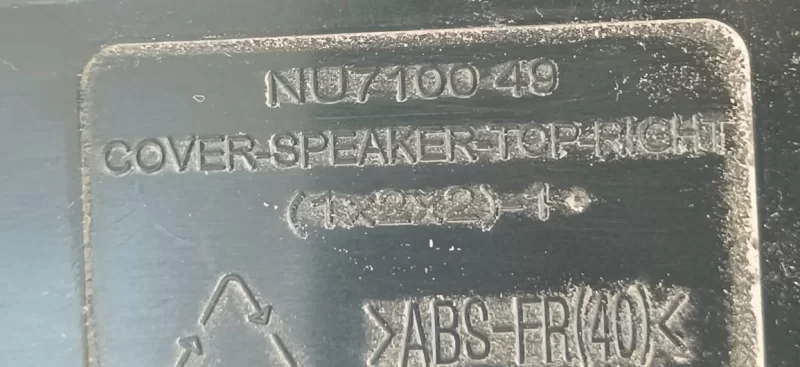 NU7100 49
COVER-SPEAKER-TOP-RIGHT
(1x2x2)-1
>ABS-FR(40)<